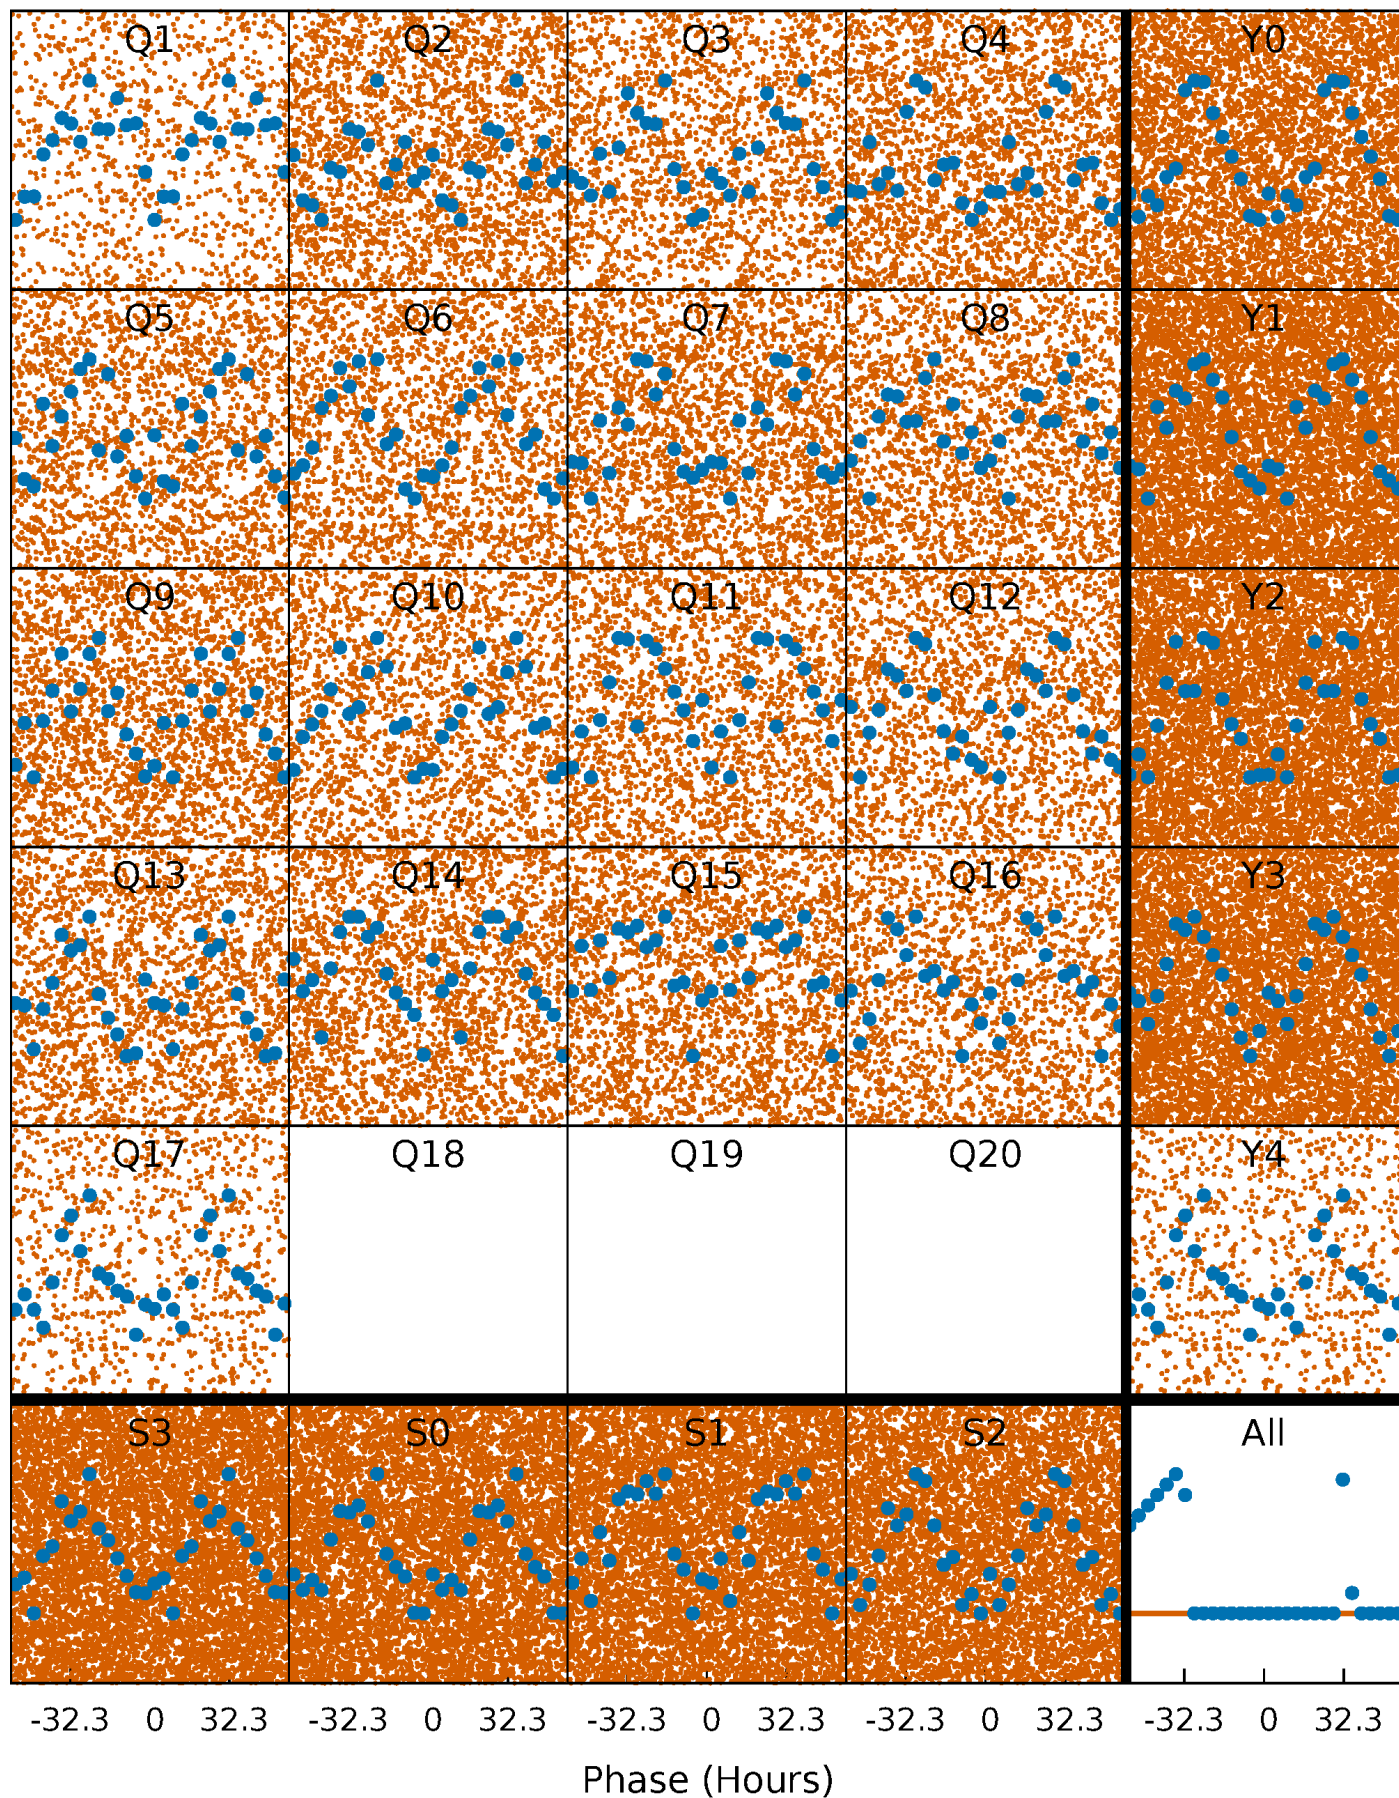 Q1 Q2 Q3 Q4 Y0
Q5 Q6 Q7 Q8 Y1
Q9 Q10 Q11 Q12 Y2
Q13 Q14 Q15 Q16 Y3
Q17 Q18 Q19 Q20 Y4
S3 S0 S1 S2 All
-32.3 0 32.3 -32.3 0 32.3 -32.3 0 32.3 -32.3 0 32.3 -32.3 0 32.3
Phase (Hours)